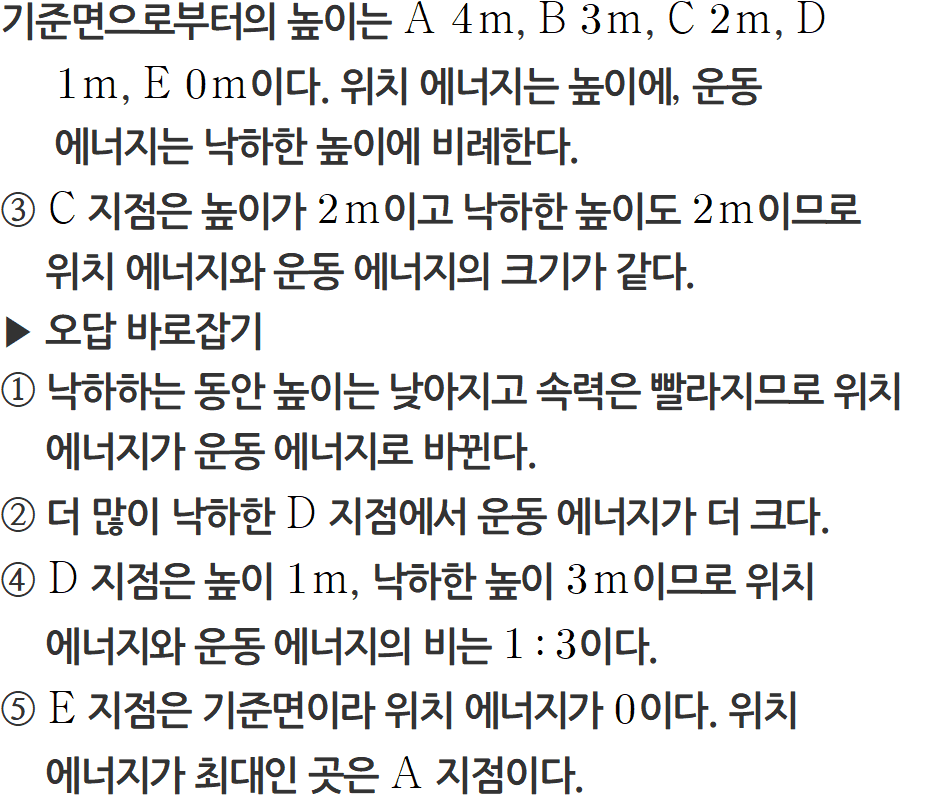 기준면으로부터의 높이는 A 4m, B 3m, C 2m, D
1m, E 0m이다. 위치 에너지는 높이에, 운동
에너지는 낙하한 높이에 비례한다.
③ C 지점은 높이가 2m이고 낙하한 높이도 2m이므로
위치 에너지와 운동 에너지의 크기가 같다.
▶ 오답 바로잡기
① 낙하하는 동안 높이는 낮아지고 속력은 빨라지므로 위치
에너지가 운동 에너지로 바뀐다.
② 더 많이 낙하한 D 지점에서 운동 에너지가 더 크다.
④ D 지점은 높이 1m, 낙하한 높이 3m이므로 위치
에너지와 운동 에너지의 비는 1:3이다.
⑤ E 지점은 기준면이라 위치 에너지가 0이다. 위치
에너지가 최대인 곳은 A 지점이다.